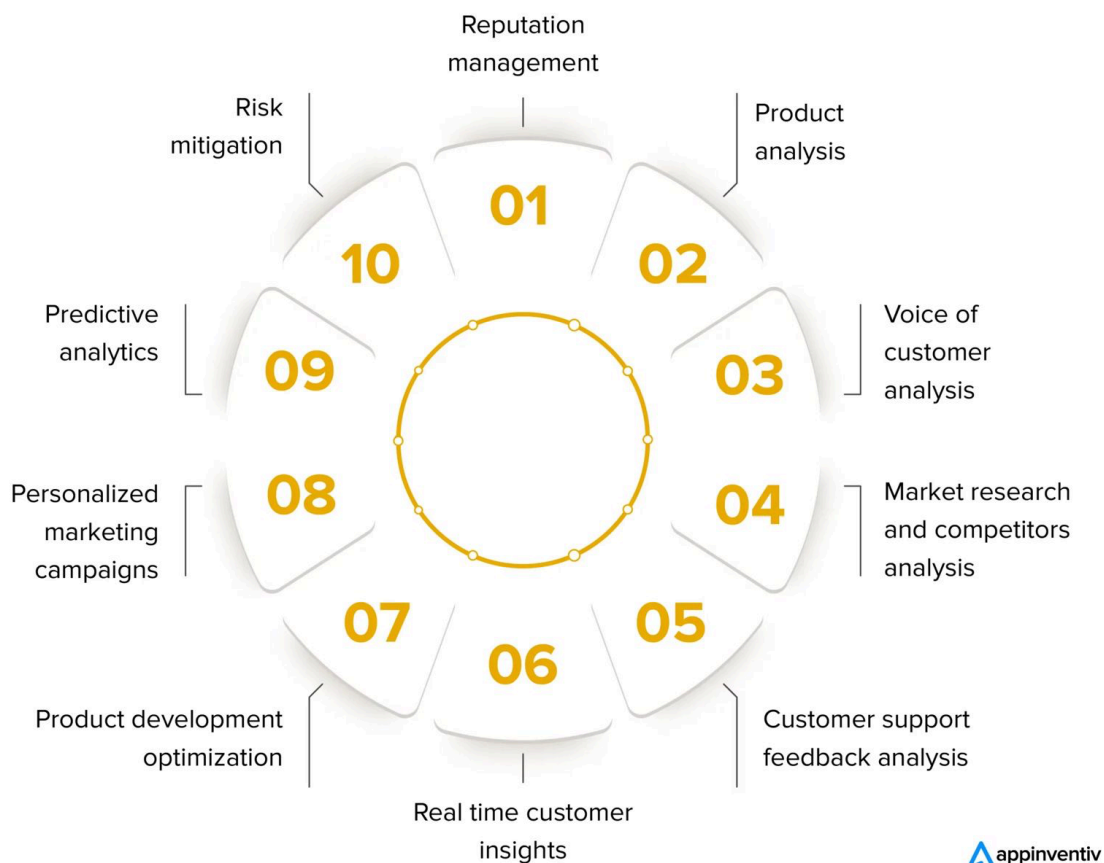 Reputation
management
01
Product
analysis
02
Voice of
customer
analysis
03
Market research
and competitors
analysis
04
Customer support
feedback analysis
05
Real time customer
insights
06
Product development
optimization
07
Personalized
marketing
campaigns
08
Predictive
analytics
09
Risk
mitigation
10
appinventiv